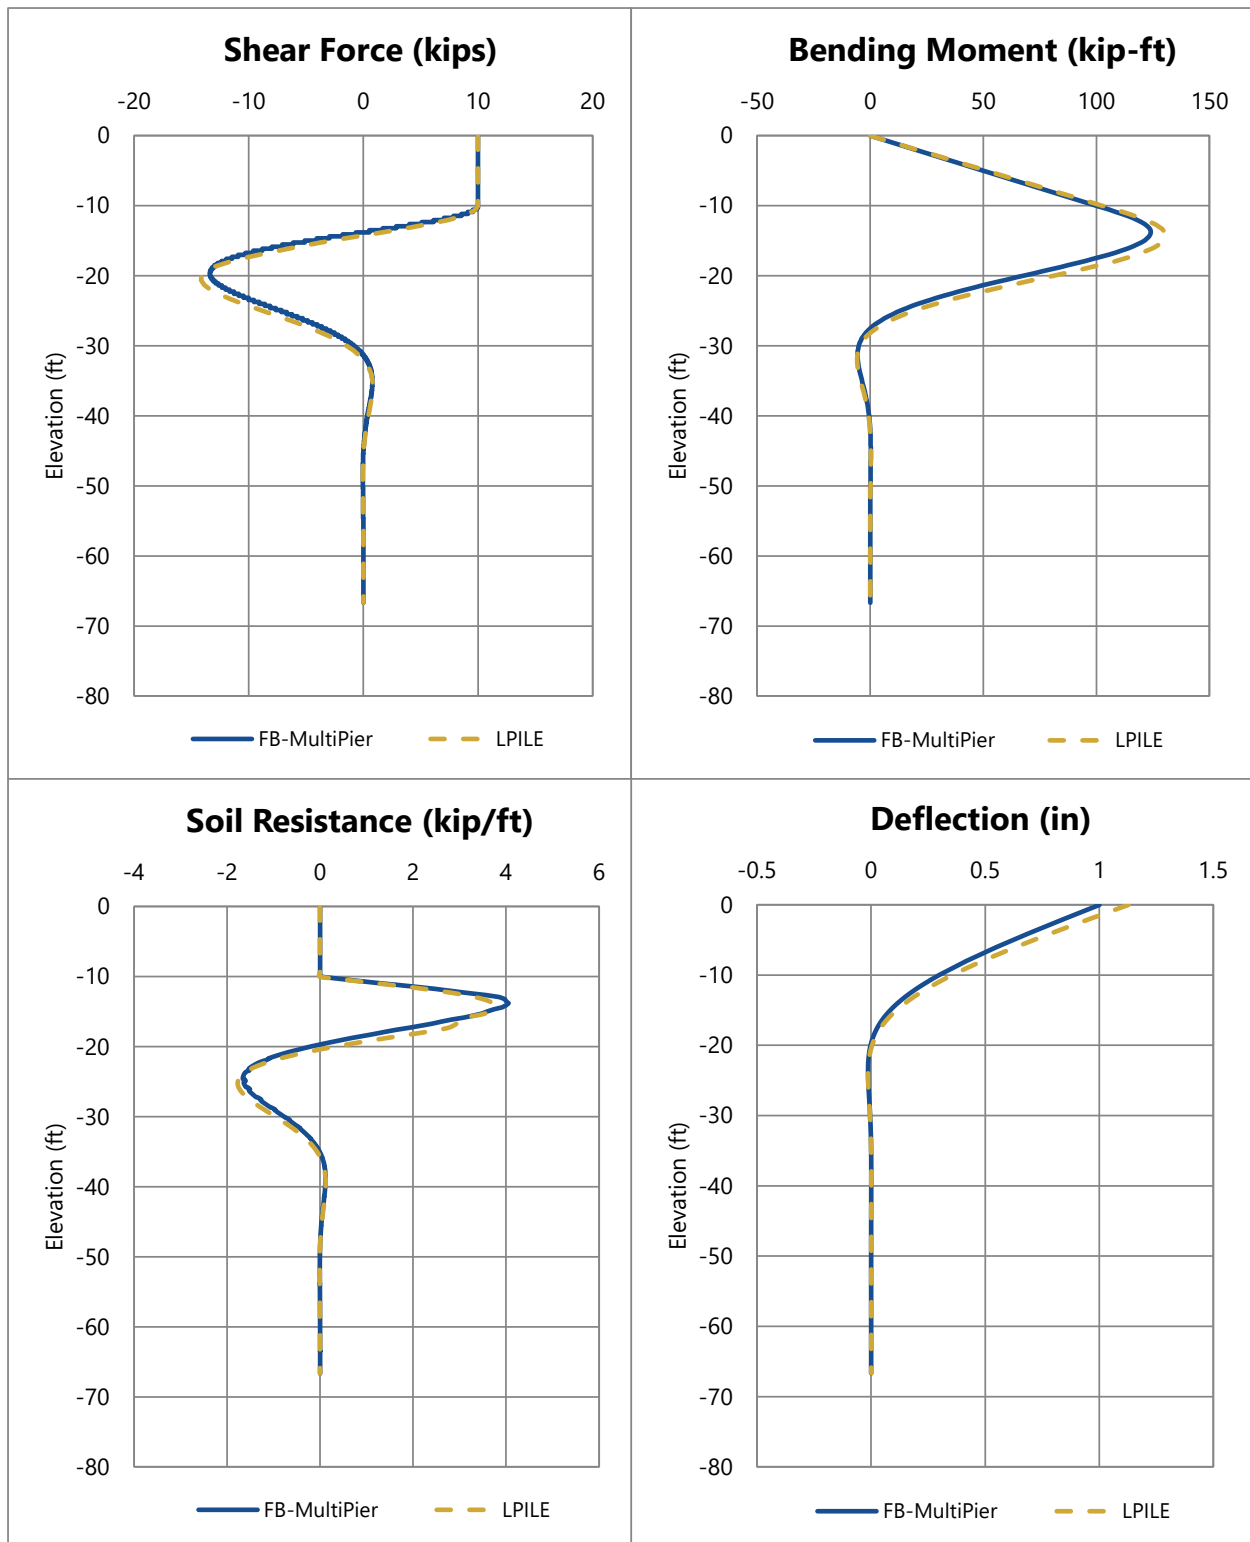 Shear Force (kips)
-20 -10 0 10 20
0
-10
-20
-30
-40
-50
-60
-70
-80
Elevation (ft)
FB-MultiPier LPILE
Bending Moment (kip-ft)
-50 0 50 100 150
0
-10
-20
-30
-40
-50
-60
-70
-80
Elevation (ft)
FB-MultiPier LPILE
Soil Resistance (kip/ft)
-4 -2 0 2 4 6
0
-10
-20
-30
-40
-50
-60
-70
-80
Elevation (ft)
FB-MultiPier LPILE
Deflection (in)
-0.5 0 0.5 1 1.5
0
-10
-20
-30
-40
-50
-60
-70
-80
Elevation (ft)
FB-MultiPier LPILE